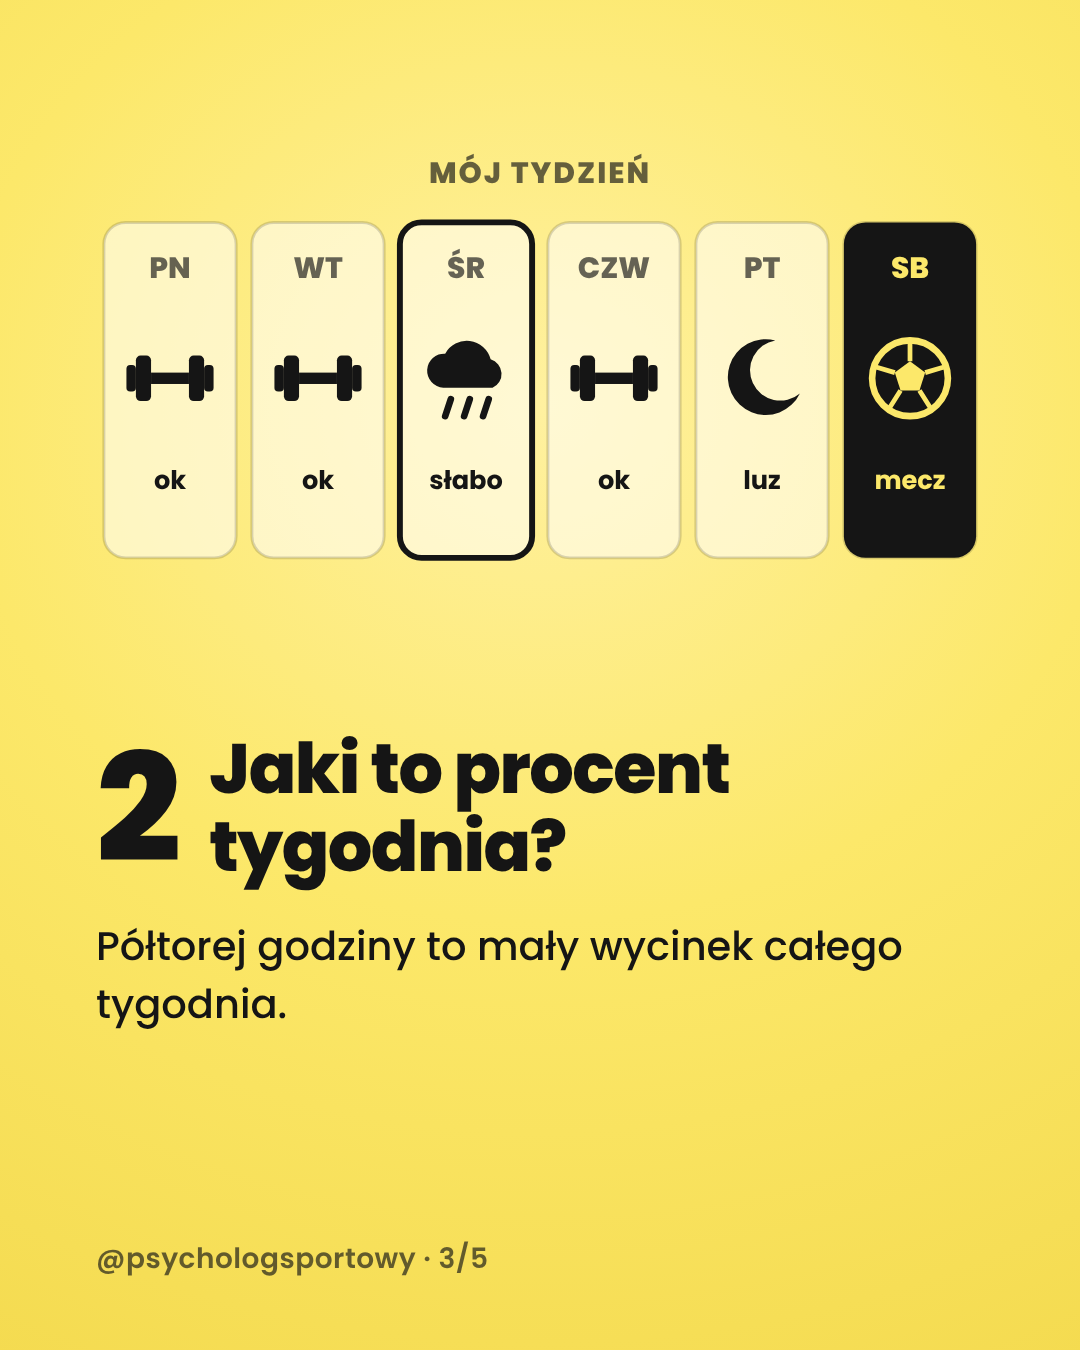 MÓJ TYDZIEŃ
PN WT ŚR CZW PT SB
ok ok słabo ok luz mecz
2 Jaki to procent
tygodnia?
Półtorej godziny to mały wycinek całego
tygodnia.
@psychologsportowy · 3/5